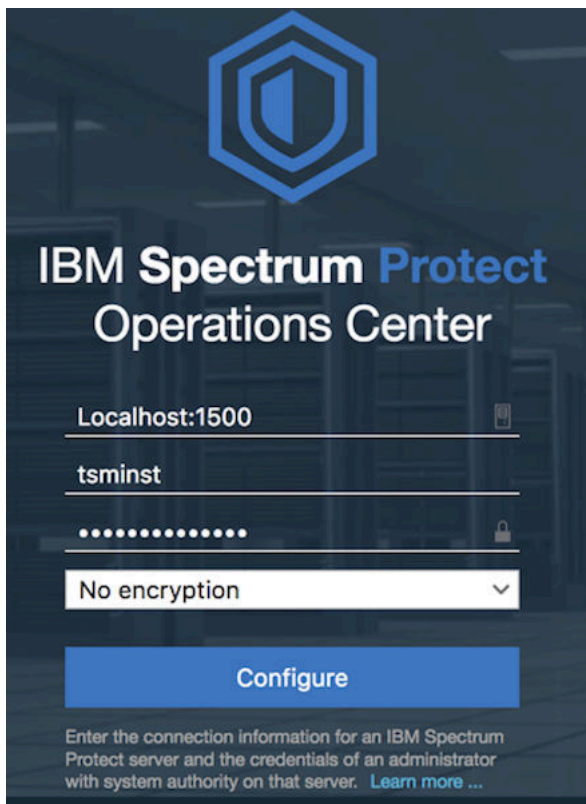 IBM Spectrum Protect
Operations Center
Localhost:1500
tsminst
••••••••••••••
No encryption
Configure
Enter the connection information for an IBM Spectrum
Protect server and the credentials of an administrator
with system authority on that server. Learn more ...